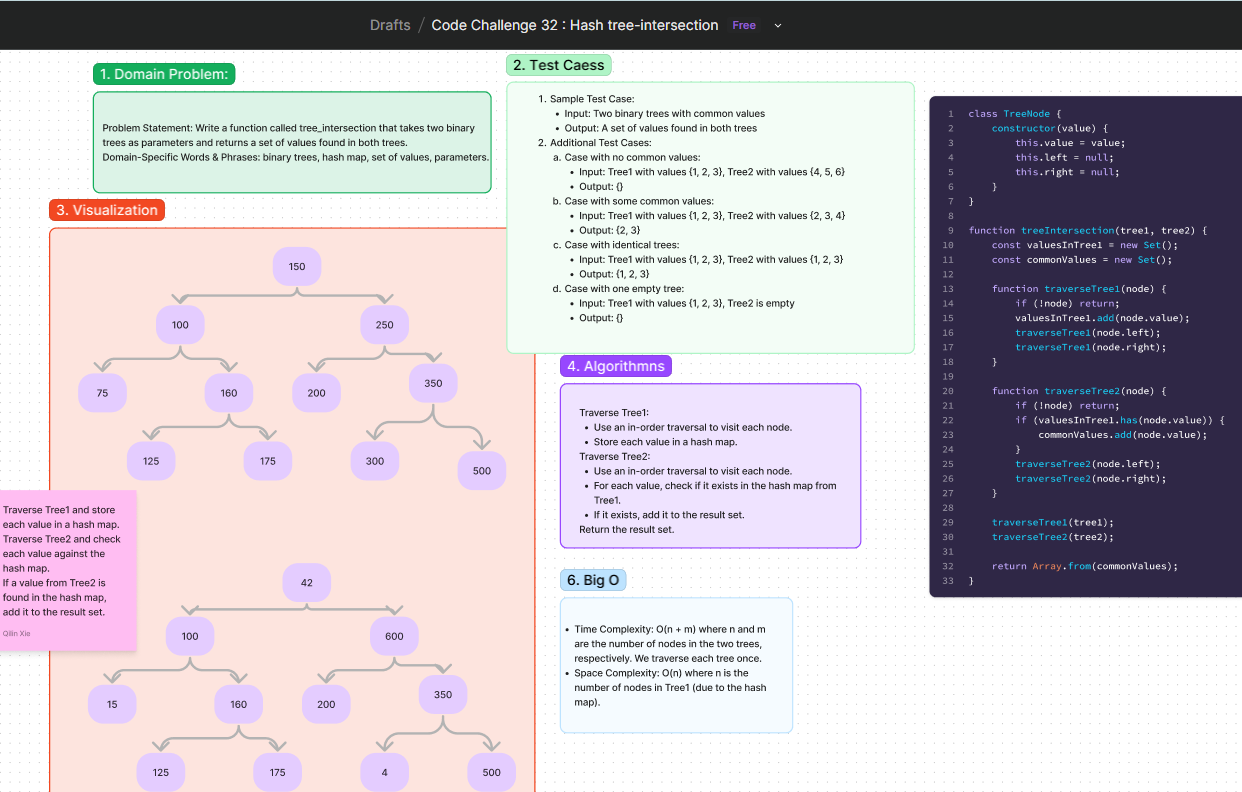 Drafts / Code Challenge 32 : Hash tree-intersection Free
1. Domain Problem:
Problem Statement: Write a function called tree_intersection that takes two binary
trees as parameters and returns a set of values found in both trees.
Domain-Specific Words & Phrases: binary trees, hash map, set of values, parameters.
2. Test Caess
1. Sample Test Case:
• Input: Two binary trees with common values
• Output: A set of values found in both trees
2. Additional Test Cases:
a. Case with no common values:
• Input: Tree1 with values {1, 2, 3}, Tree2 with values {4, 5, 6}
• Output: {}
b. Case with some common values:
• Input: Tree1 with values {1, 2, 3}, Tree2 with values {2, 3, 4}
• Output: {2, 3}
c. Case with identical trees:
• Input: Tree1 with values {1, 2, 3}, Tree2 with values {1, 2, 3}
• Output: {1, 2, 3}
d. Case with one empty tree:
• Input: Tree1 with values {1, 2, 3}, Tree2 is empty
• Output: {}
3. Visualization
150
100 250
75 160 200 350
125 175 300 500
Traverse Tree1 and store
each value in a hash map.
Traverse Tree2 and check
each value against the
hash map.
If a value from Tree2 is
found in the hash map,
add it to the result set.
Qilin Xie
42
100 600
15 160 200 350
125 175 4 500
4. Algorithmns
Traverse Tree1:
• Use an in-order traversal to visit each node.
• Store each value in a hash map.
Traverse Tree2:
• Use an in-order traversal to visit each node.
• For each value, check if it exists in the hash map from
Tree1.
• If it exists, add it to the result set.
Return the result set.
6. Big O
• Time Complexity: O(n + m) where n and m
are the number of nodes in the two trees,
respectively. We traverse each tree once.
• Space Complexity: O(n) where n is the
number of nodes in Tree1 (due to the hash
map).
1 class TreeNode {
2 constructor(value) {
3 this.value = value;
4 this.left = null;
5 this.right = null;
6 }
7 }
8
9 function treeIntersection(tree1, tree2) {
10 const valuesInTree1 = new Set();
11 const commonValues = new Set();
12
13 function traverseTree1(node) {
14 if (!node) return;
15 valuesInTree1.add(node.value);
16 traverseTree1(node.left);
17 traverseTree1(node.right);
18 }
19
20 function traverseTree2(node) {
21 if (!node) return;
22 if (valuesInTree1.has(node.value)) {
23 commonValues.add(node.value);
24 }
25 traverseTree2(node.left);
26 traverseTree2(node.right);
27 }
28
29 traverseTree1(tree1);
30 traverseTree2(tree2);
31
32 return Array.from(commonValues);
33 }